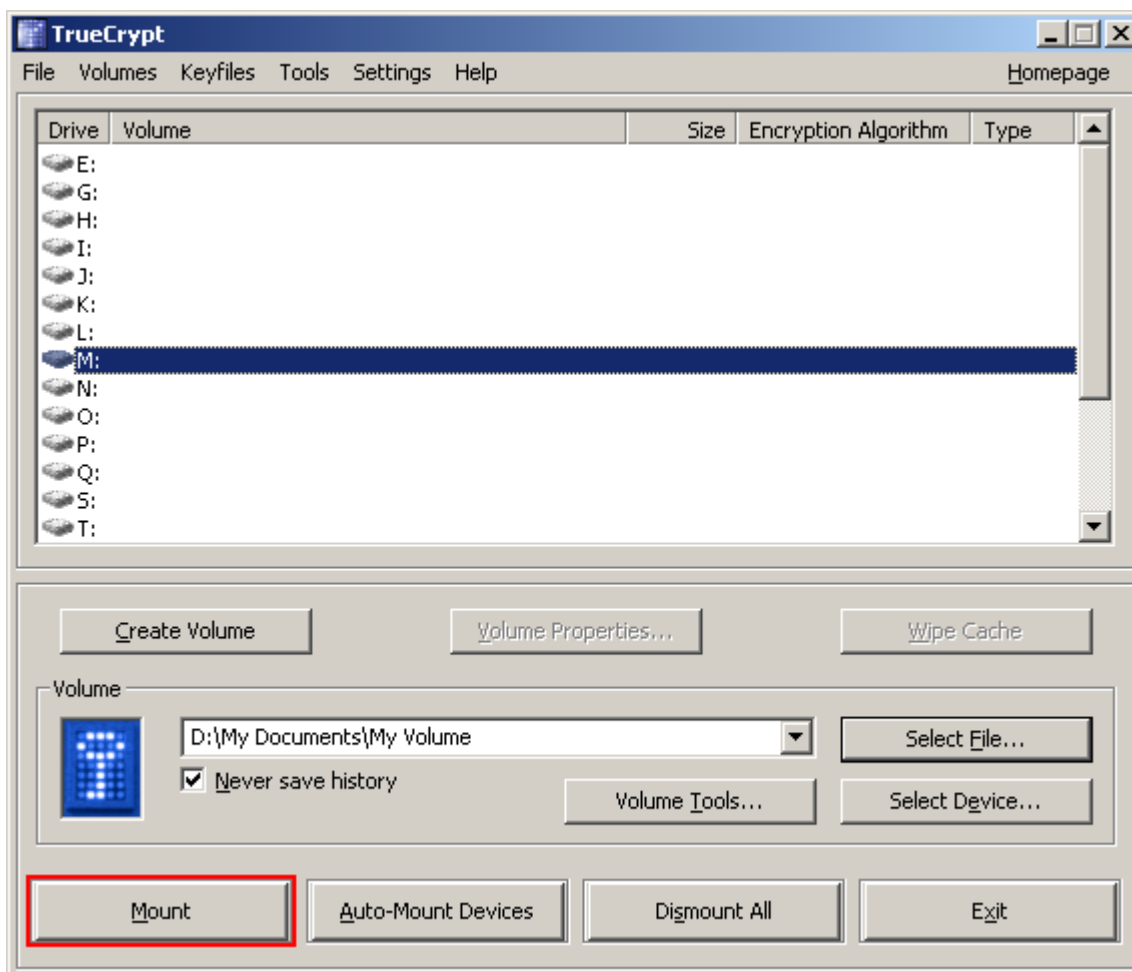 TrueCrypt
File Volumes Keyfiles Tools Settings Help Homepage
Drive Volume Size Encryption Algorithm Type
E:
G:
H:
I:
J:
K:
L:
M:
N:
O:
P:
Q:
S:
T:
Create Volume Volume Properties... Wipe Cache
Volume
D:\My Documents\My Volume Select File...
Never save history
Volume Tools... Select Device...
Mount Auto-Mount Devices Dismount All Exit